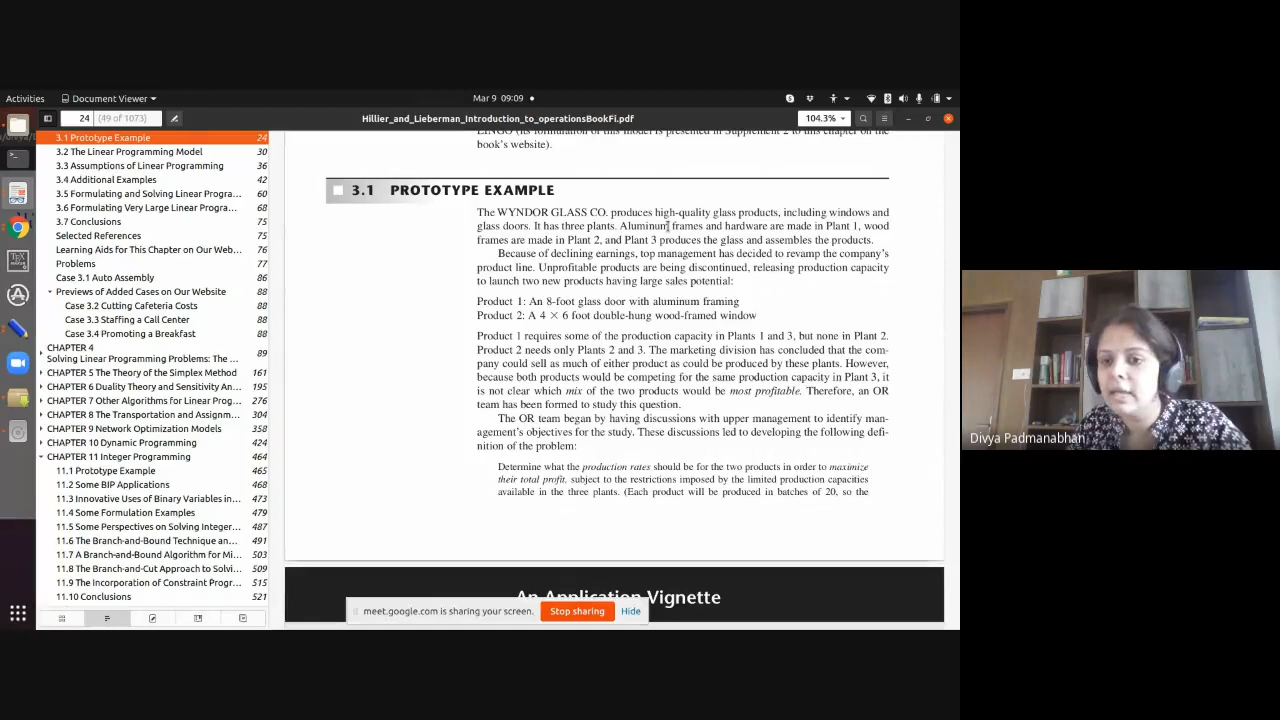 Activities
Document Viewer
Mar 9 09:09
24
(49 of 1073)
Hillier_and_Lieberman_Introduction_to_operationsBookFi.pdf
104.3%
3.1 Prototype Example 24
3.2 The Linear Programming Model 30
3.3 Assumptions of Linear Programming 36
3.4 Additional Examples 42
3.5 Formulating and Solving Linear Progra... 60
3.6 Formulating Very Large Linear Progra... 68
3.7 Conclusions 75
Selected References 76
Learning Aids for This Chapter on Our Web... 76
Problems 77
Case 3.1 Auto Assembly 86
Previews of Added Cases on Our Website 88
Case 3.2 Cutting Cafeteria Costs 88
Case 3.3 Staffing a Call Center 88
Case 3.4 Promoting a Breakfast 88
CHAPTER 4
Solving Linear Programming Problems: The ... 89
CHAPTER 5 The Theory of the Simplex Method 161
CHAPTER 6 Duality Theory and Sensitivity An... 195
CHAPTER 7 Other Algorithms for Linear Prog... 276
CHAPTER 8 The Transportation and Assignm... 304
CHAPTER 9 Network Optimization Models 358
CHAPTER 10 Dynamic Programming 424
CHAPTER 11 Integer Programming 464
11.1 Prototype Example 465
11.2 Some BIP Applications 468
11.3 Innovative Uses of Binary Variables in... 473
11.4 Some Formulation Examples 479
11.5 Some Perspectives on Solving Integer... 487
11.6 The Branch-and-Bound Technique an... 491
11.7 A Branch-and-Bound Algorithm for Mi... 503
11.8 The Branch-and-Cut Approach to Solvi... 509
11.9 The Incorporation of Constraint Progr... 515
11.10 Conclusions 521
LINGO (its formulation of this model is presented in Supplement 2 to this chapter on the
book's website).
3.1 PROTOTYPE EXAMPLE
The WYNDOR GLASS CO. produces high-quality glass products, including windows and
glass doors. It has three plants. Aluminum frames and hardware are made in Plant 1, wood
frames are made in Plant 2, and Plant 3 produces the glass and assembles the products.
Because of declining earnings, top management has decided to revamp the company's
product line. Unprofitable products are being discontinued, releasing production capacity
to launch two new products having large sales potential:
Product 1: An 8-foot glass door with aluminum framing
Product 2: A 4 × 6 foot double-hung wood-framed window
Product 1 requires some of the production capacity in Plants 1 and 3, but none in Plant 2.
Product 2 needs only Plants 2 and 3. The marketing division has concluded that the com-
pany could sell as much of either product as could be produced by these plants. However,
because both products would be competing for the same production capacity in Plant 3, it
is not clear which mix of the two products would be most profitable. Therefore, an OR
team has been formed to study this question.
The OR team began by having discussions with upper management to identify man-
agement's objectives for the study. These discussions led to developing the following defi-
nition of the problem:
Determine what the production rates should be for the two products in order to maximize
their total profit, subject to the restrictions imposed by the limited production capacities
available in the three plants. (Each product will be produced in batches of 20, so the
An Application Vignette
meet.google.com is sharing your screen.
Stop sharing
Hide
Divya Padmanabhan